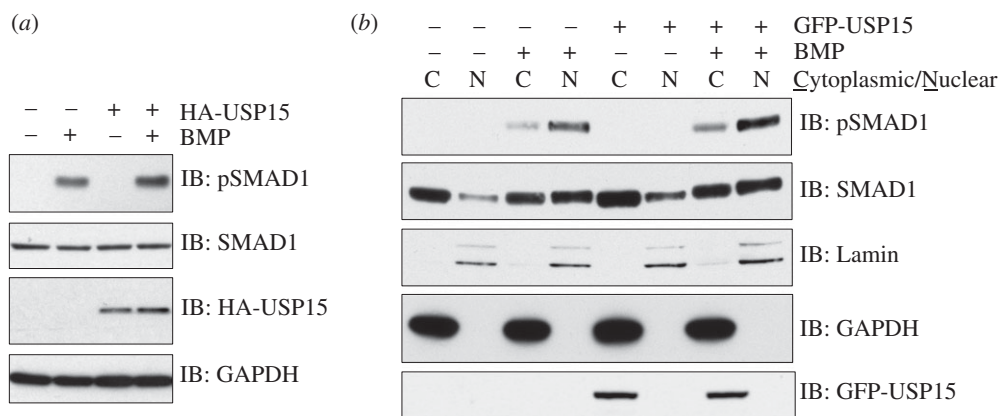 (a)
– – + + HA-USP15
– + – + BMP
IB: pSMAD1
IB: SMAD1
IB: HA-USP15
IB: GAPDH
(b)
– – – – + + + + GFP-USP15
– – + + – – + + BMP
C N C N C N C N Cytoplasmic/Nuclear
IB: pSMAD1
IB: SMAD1
IB: Lamin
IB: GAPDH
IB: GFP-USP15